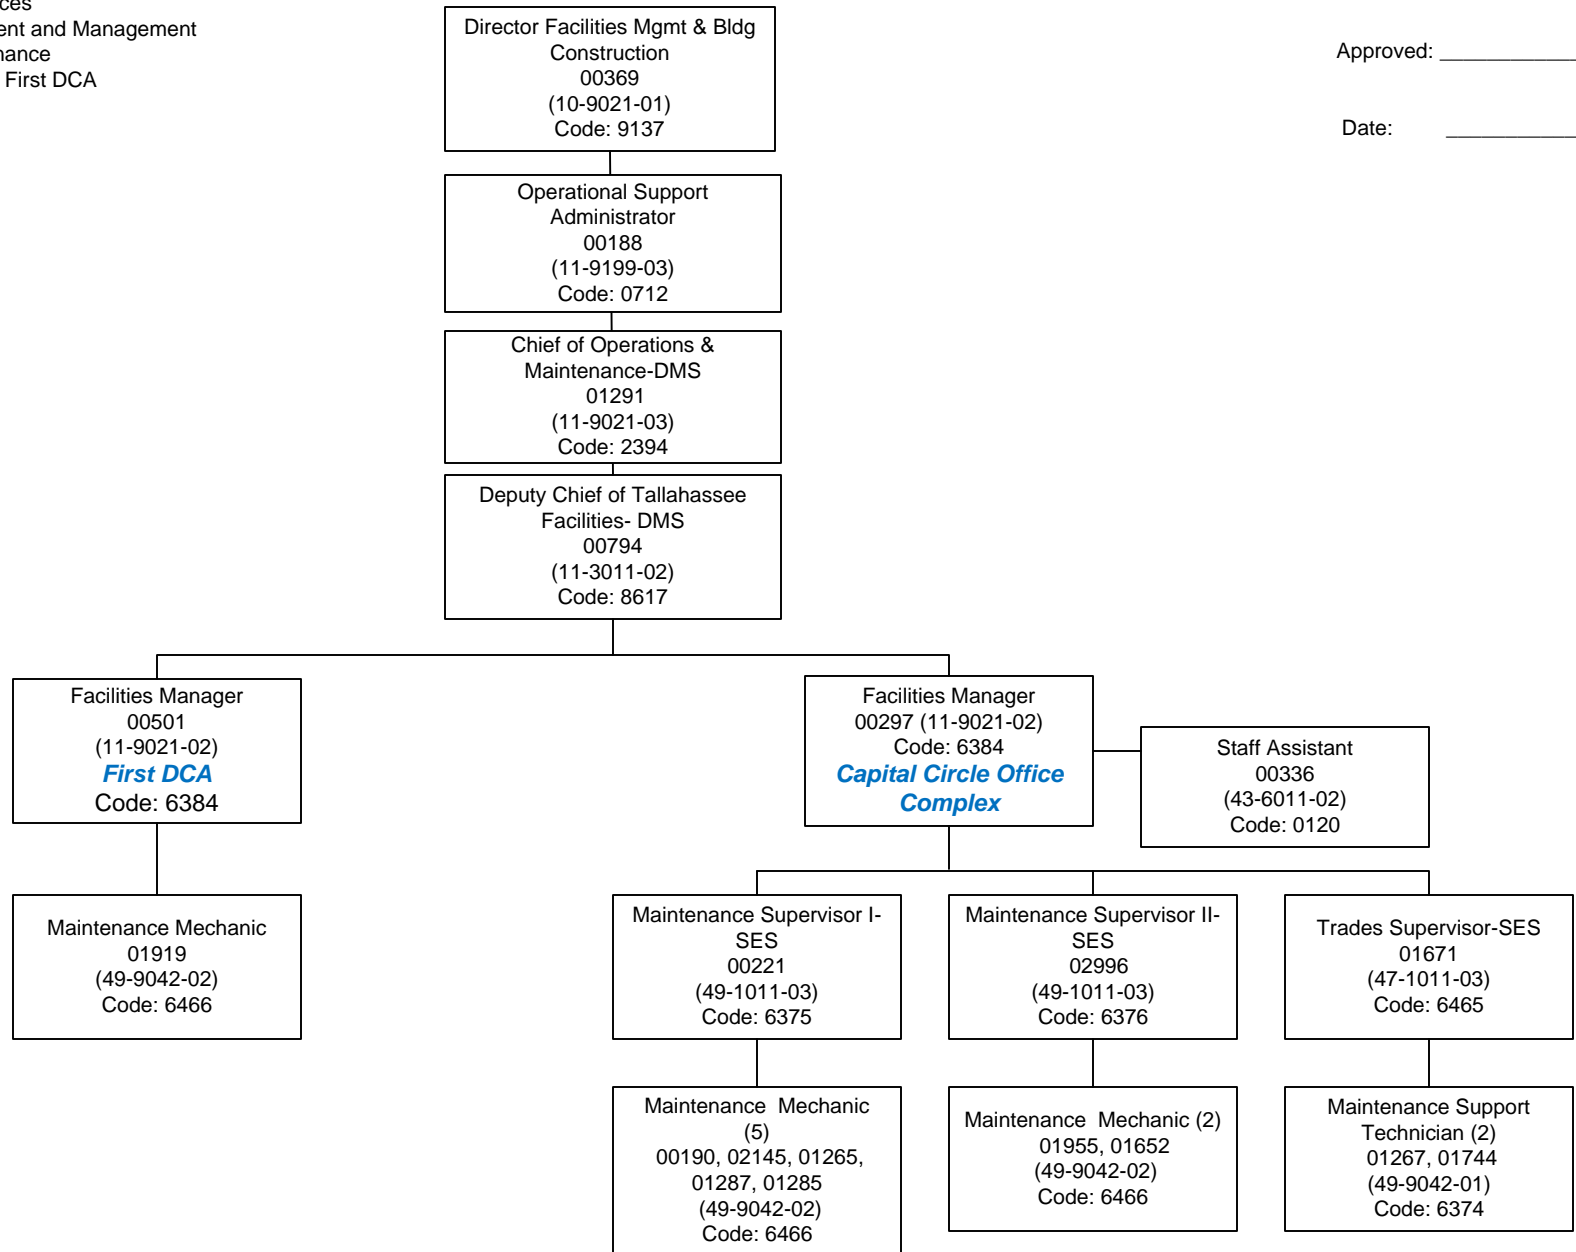 ent and Management
First DCA
Approved: ____________
Date: ___________
Director Facilities Mgmt & Bldg
Construction
00369
(10-9021-01)
Code: 9137
Operational Support
Administrator
00188
(11-9199-03)
Code: 0712
Chief of Operations &
Maintenance-DMS
01291
(11-9021-03)
Code: 2394
Deputy Chief of Tallahassee
Facilities- DMS
00794
(11-3011-02)
Code: 8617
Facilities Manager
00501
(11-9021-02)
First DCA
Code: 6384
Facilities Manager
00297 (11-9021-02)
Code: 6384
Capital Circle Office
Complex
Staff Assistant
00336
(43-6011-02)
Code: 0120
Maintenance Mechanic
01919
(49-9042-02)
Code: 6466
Maintenance Supervisor I-
SES
00221
(49-1011-03)
Code: 6375
Maintenance Supervisor II-
SES
02996
(49-1011-03)
Code: 6376
Trades Supervisor-SES
01671
(47-1011-03)
Code: 6465
Maintenance  Mechanic
(5)
00190, 02145, 01265,
01287, 01285
(49-9042-02)
Code: 6466
Maintenance  Mechanic (2)
01955, 01652
(49-9042-02)
Code: 6466
Maintenance Support
Technician (2)
01267, 01744
(49-9042-01)
Code: 6374